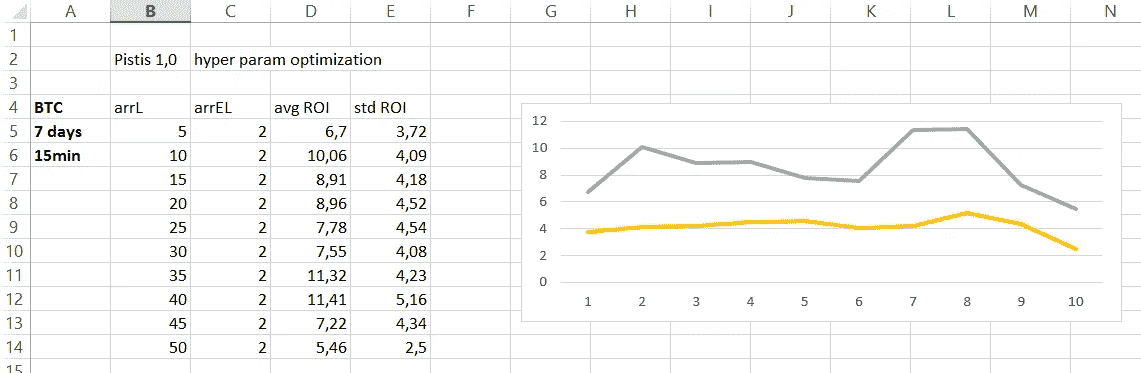 A B C D E F G H I J K L M N
1
2 Pistis 1,0 hyper param optimization
3
4 BTC arrL arrEL avg ROI std ROI
5 7 days 5 2 6,7 3,72
6 15min 10 2 10,06 4,09
7 15 2 8,91 4,18
8 20 2 8,96 4,52
9 25 2 7,78 4,54
10 30 2 7,55 4,08
11 35 2 11,32 4,23
12 40 2 11,41 5,16
13 45 2 7,22 4,34
14 50 2 5,46 2,5
15
12
10
8
6
4
2
0
1 2 3 4 5 6 7 8 9 10